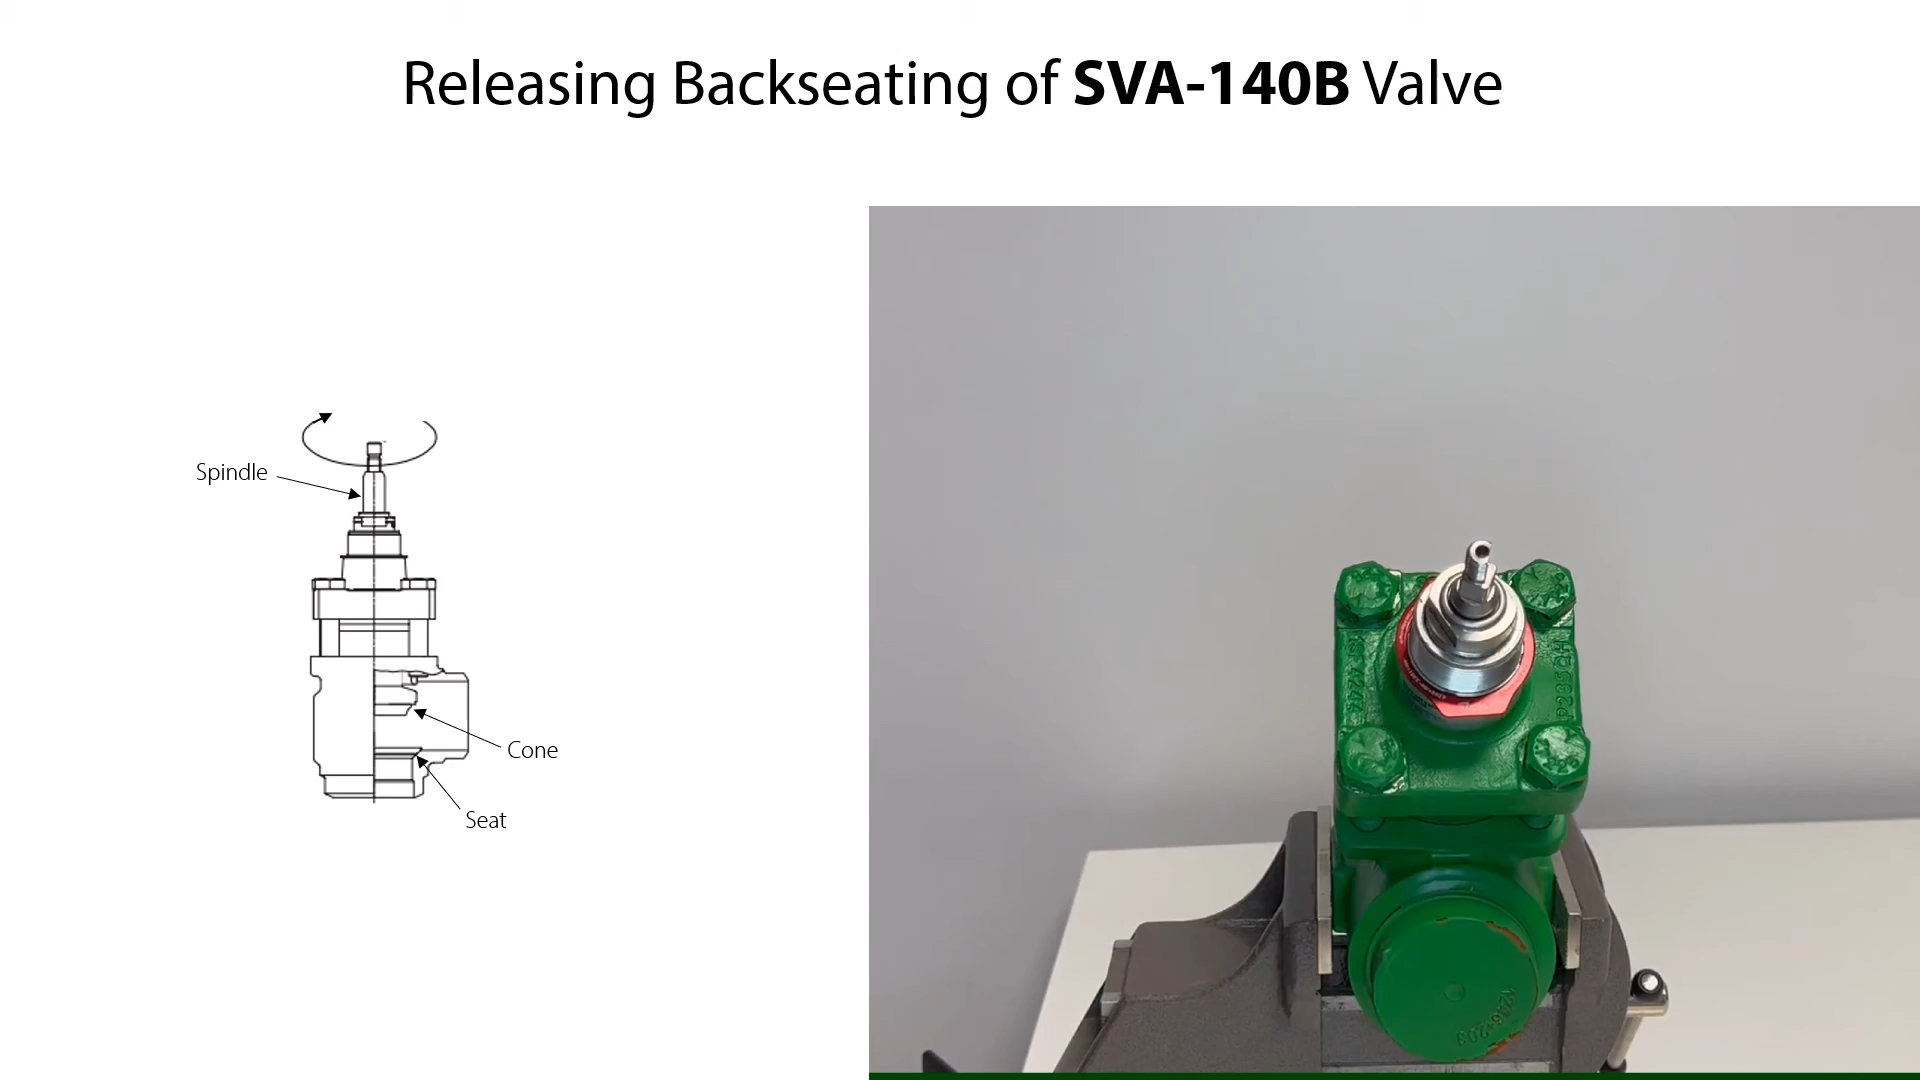 Releasing Backseating of SVA-140B Valve
Spindle
Cone
Seat